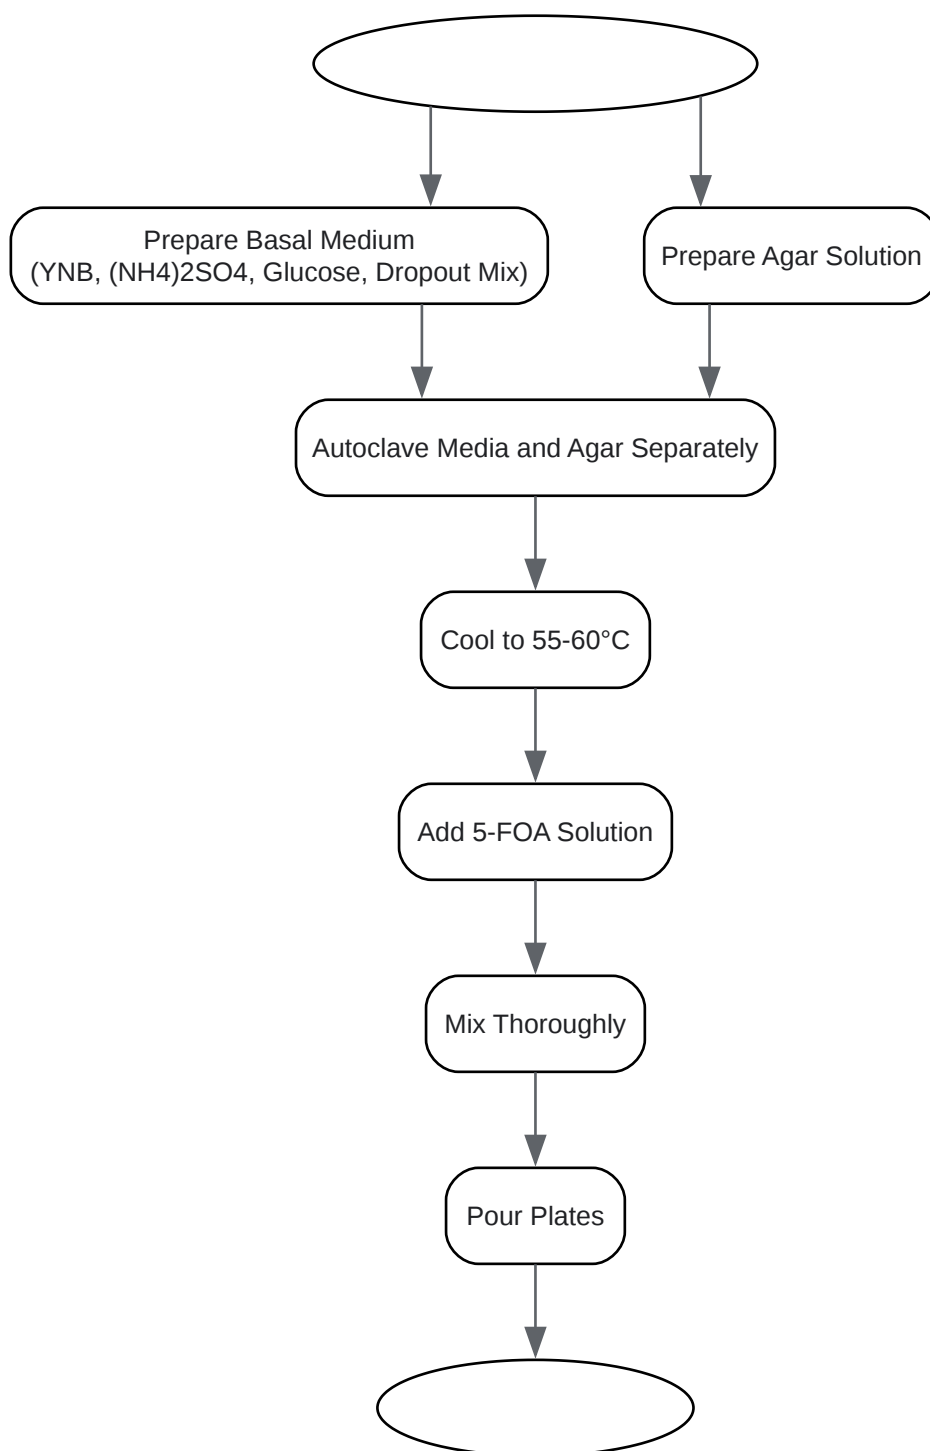 Prepare Basal Medium
(YNB, (NH4)2SO4, Glucose, Dropout Mix)
Prepare Agar Solution
Autoclave Media and Agar Separately
Cool to 55-60°C
Add 5-FOA Solution
Mix Thoroughly
Pour Plates